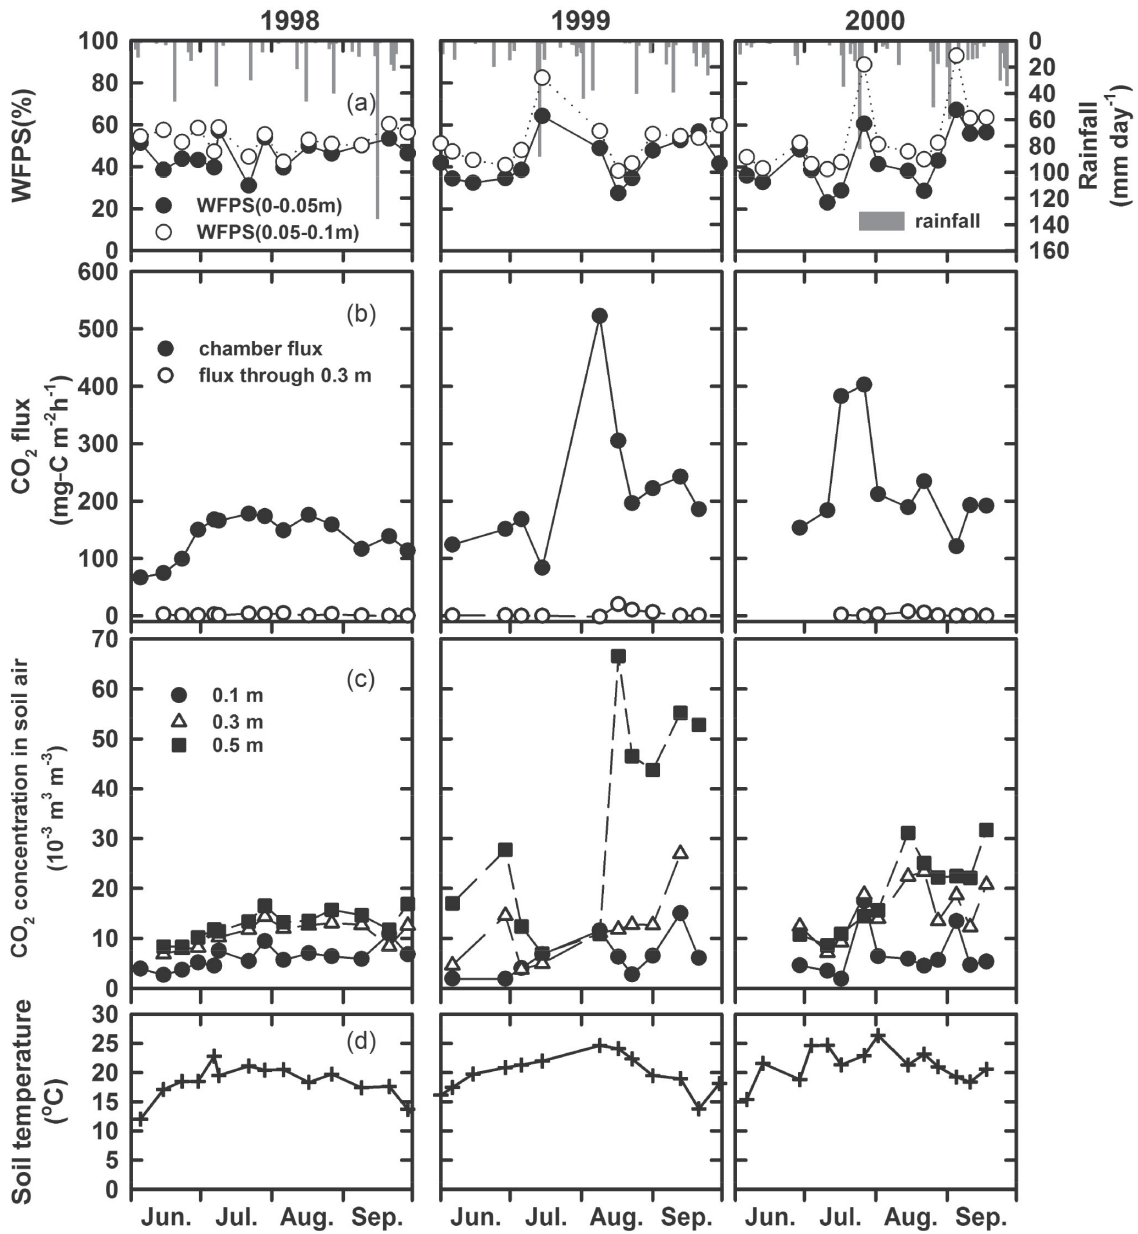 1998 1999 2000
WFPS(%)
100
80
60
40
20
0
(a)
WFPS(0-0.05m)
WFPS(0.05-0.1m)
rainfall
0
20
40
60
80
100
120
140
160
Rainfall
(mm day-1)
CO2 flux
(mg-C m-2h-1)
600
500
400
300
200
100
0
(b)
chamber flux
flux through 0.3 m
CO2 concentration in soil air
(10-3 m3 m-3)
70
60
50
40
30
20
10
0
(c)
0.1 m
0.3 m
0.5 m
Soil temperature
(oC)
30
25
20
15
10
5
0
(d)
Jun. Jul. Aug. Sep. Jun. Jul. Aug. Sep. Jun. Jul. Aug. Sep.